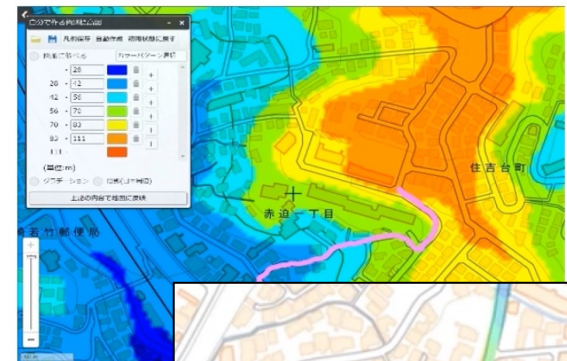 自分で作る色別標高図
凡例保存 自動作成 初期状態に戻す
- 28
28 - 42
42 - 56
56 - 70
70 - 83
83 - 111
111 -
(単位:m)
グラデーション
上記の内容で地図に反映
住吉台町
赤迫一丁目
若竹郵便局